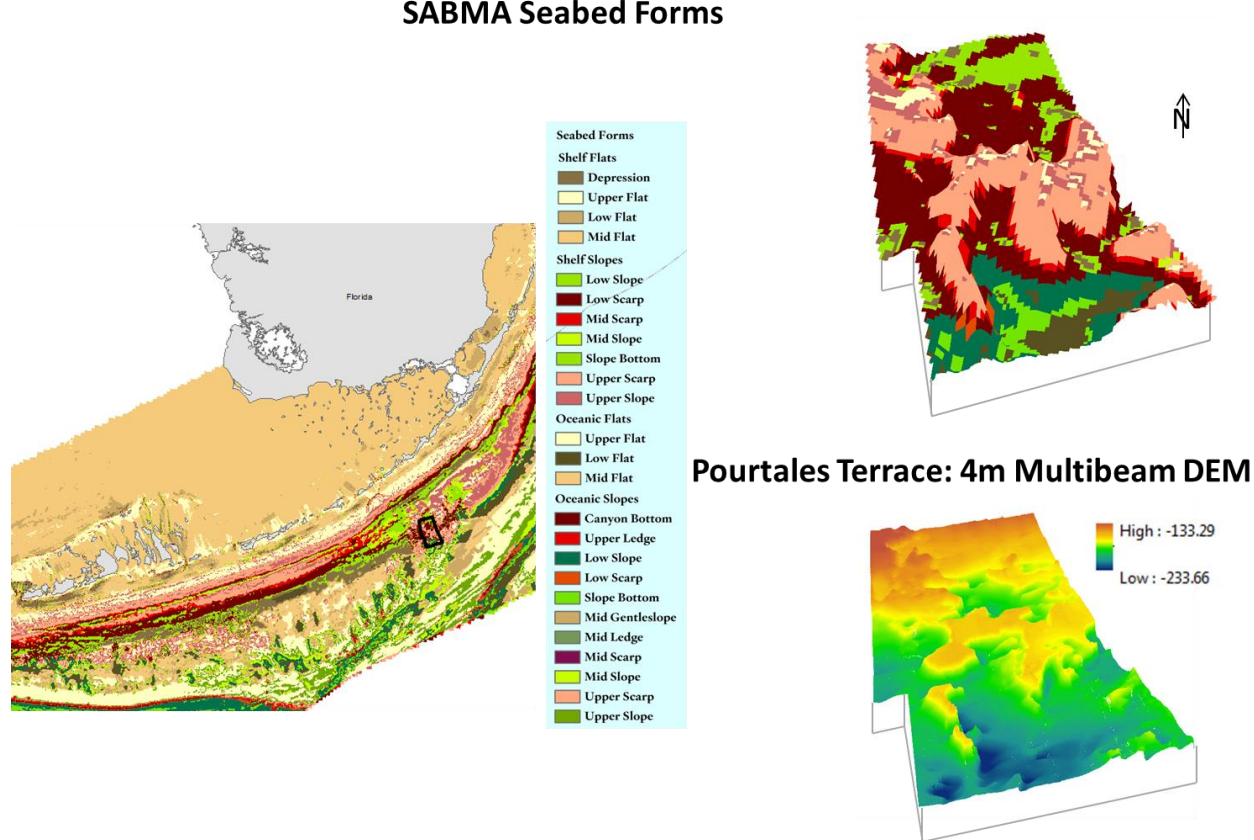 SABMA Seabed Forms
N
Seabed Forms
Shelf Flats
Depression
Upper Flat
Low Flat
Mid Flat
Shelf Slopes
Low Slope
Low Scarp
Mid Scarp
Mid Slope
Slope Bottom
Upper Scarp
Upper Slope
Oceanic Flats
Upper Flat
Low Flat
Mid Flat
Oceanic Slopes
Canyon Bottom
Upper Ledge
Low Slope
Low Scarp
Slope Bottom
Mid Gentleslope
Mid Ledge
Mid Scarp
Mid Slope
Upper Scarp
Upper Slope
Florida
Pourtales Terrace: 4m Multibeam DEM
High : -133.29
Low : -233.66